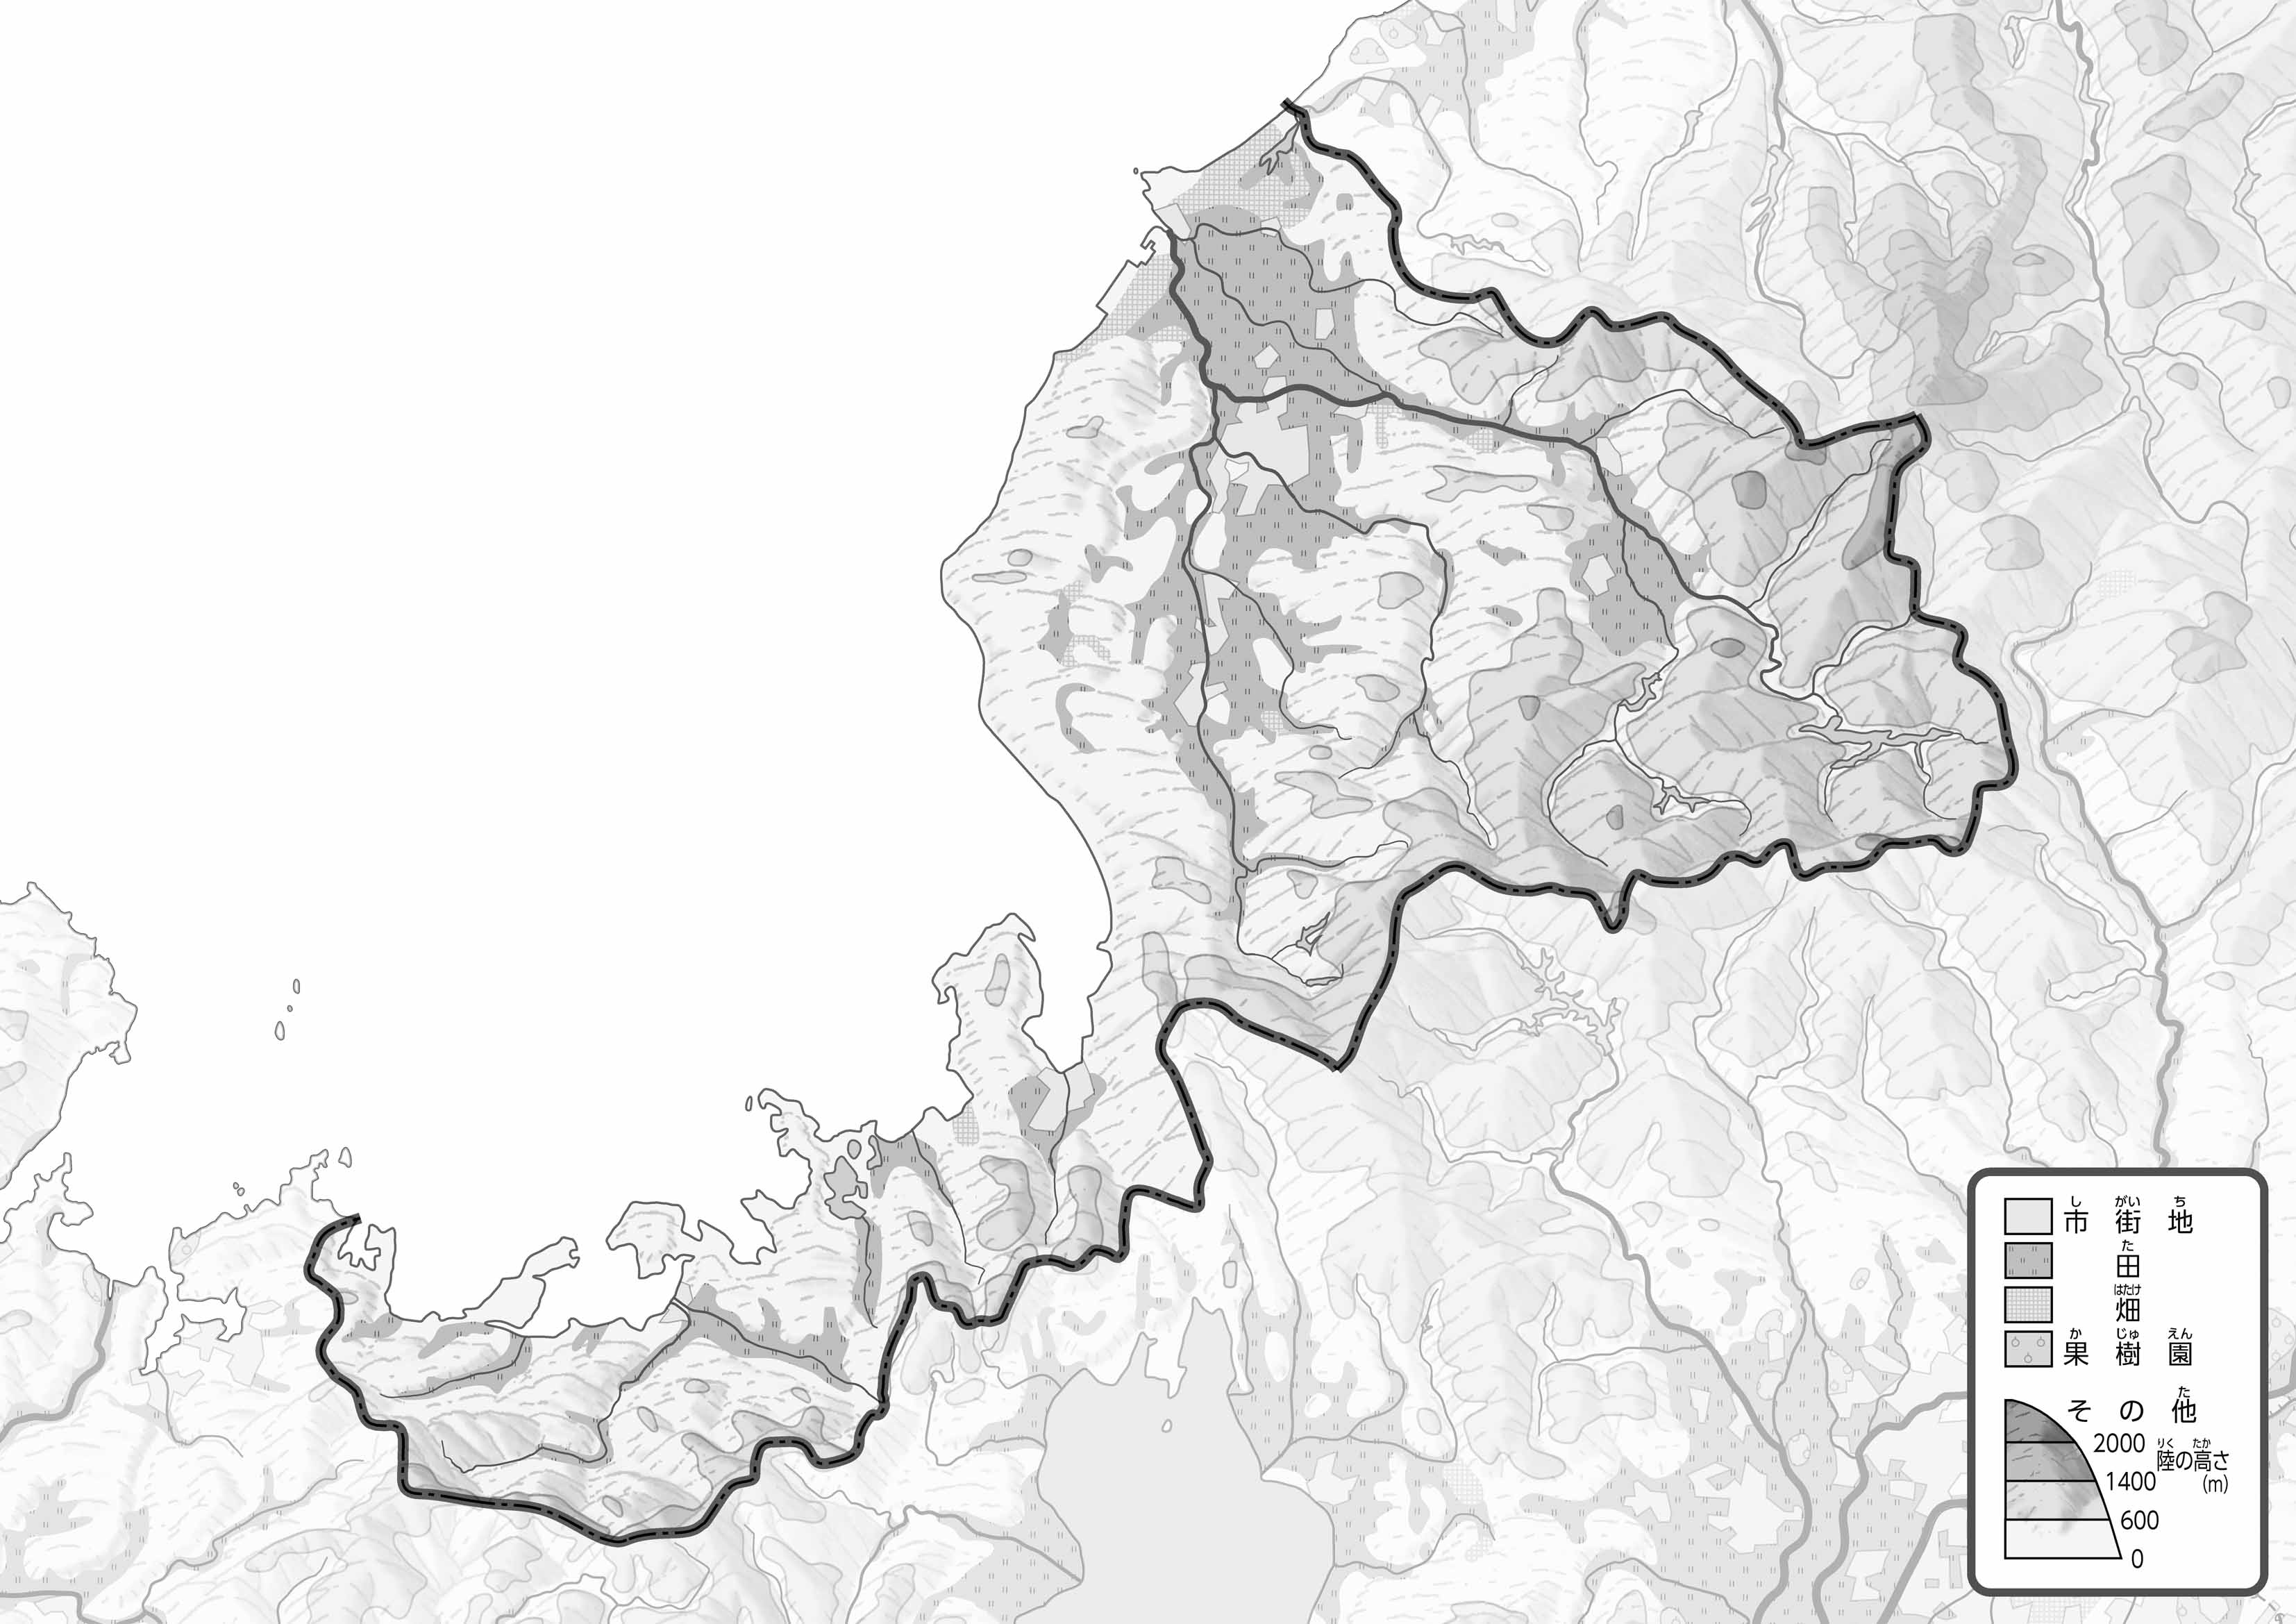 し がい ち
市街地
た
田
はたけ
畑
か じゅ えん
果樹園
た
その他
2000
りく たか
陸の高さ
1400
(m)
600
0